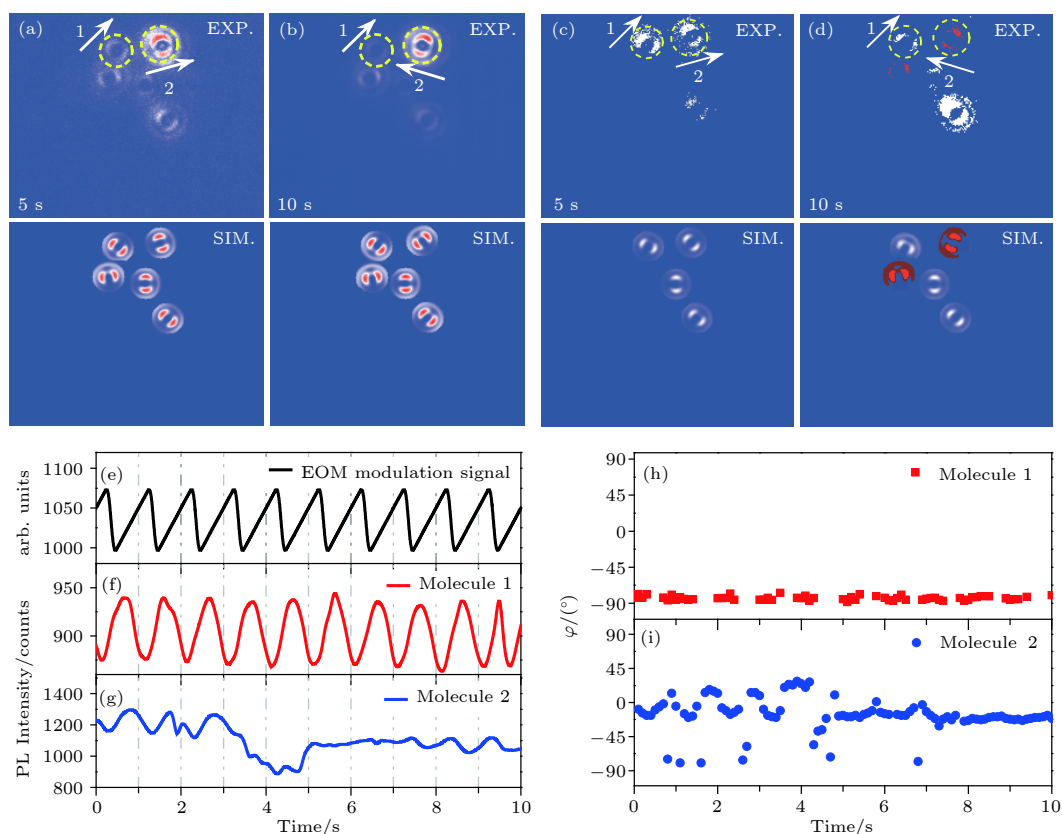 (a)
1
EXP.
2
5 s
(b)
1
EXP.
2
10 s
(c)
1
EXP.
2
5 s
(d)
1
EXP.
2
10 s
SIM.
SIM.
SIM.
SIM.
(e)
EOM modulation signal
1100
1050
1000
arb. units
(f)
Molecule 1
950
900
(g)
Molecule 2
1400
1200
1000
800
PL Intensity/counts
0
2
4
6
8
10
Time/s
(h)
Molecule 1
90
45
0
−45
−90
φ/(°)
(i)
Molecule 2
90
45
0
−45
−90
0
2
4
6
8
10
Time/s